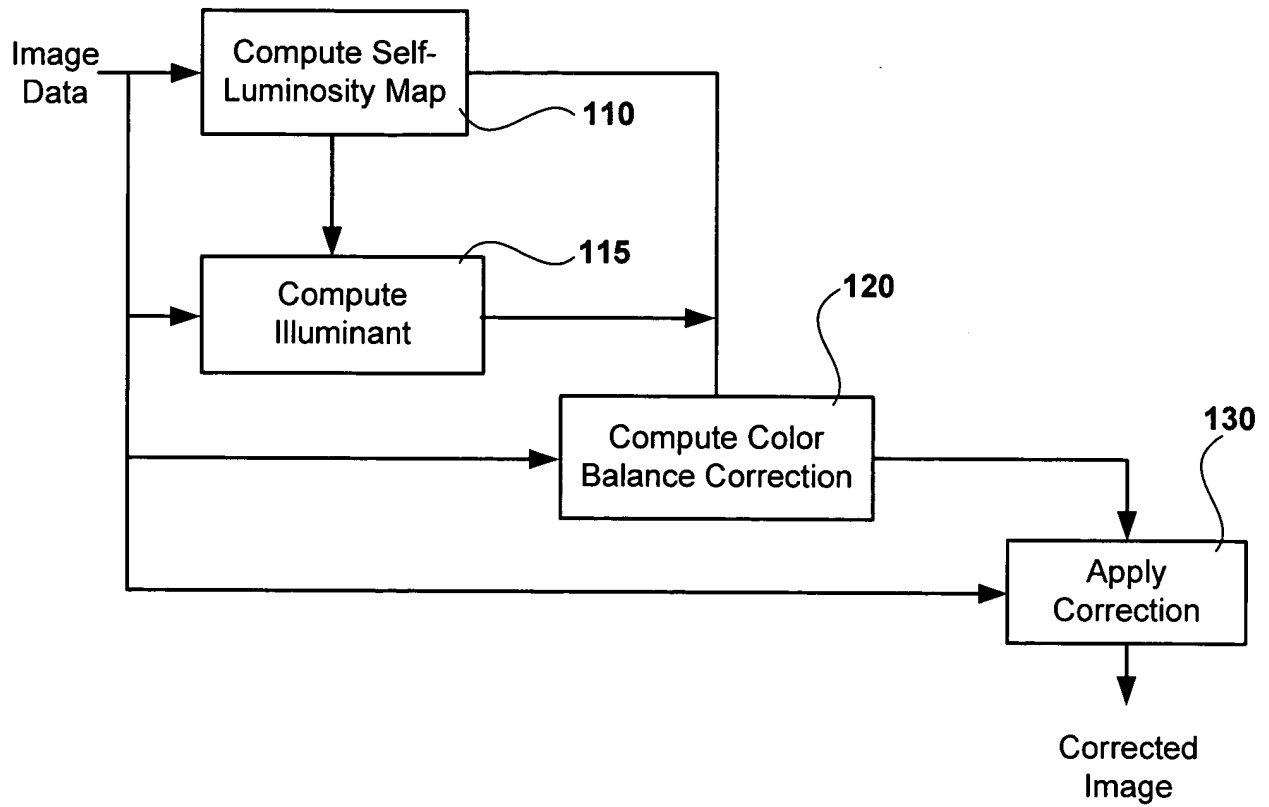 Image
Data
Compute Self-
Luminosity Map
110
115
Compute
Illuminant
120
Compute Color
Balance Correction
130
Apply
Correction
Corrected
Image